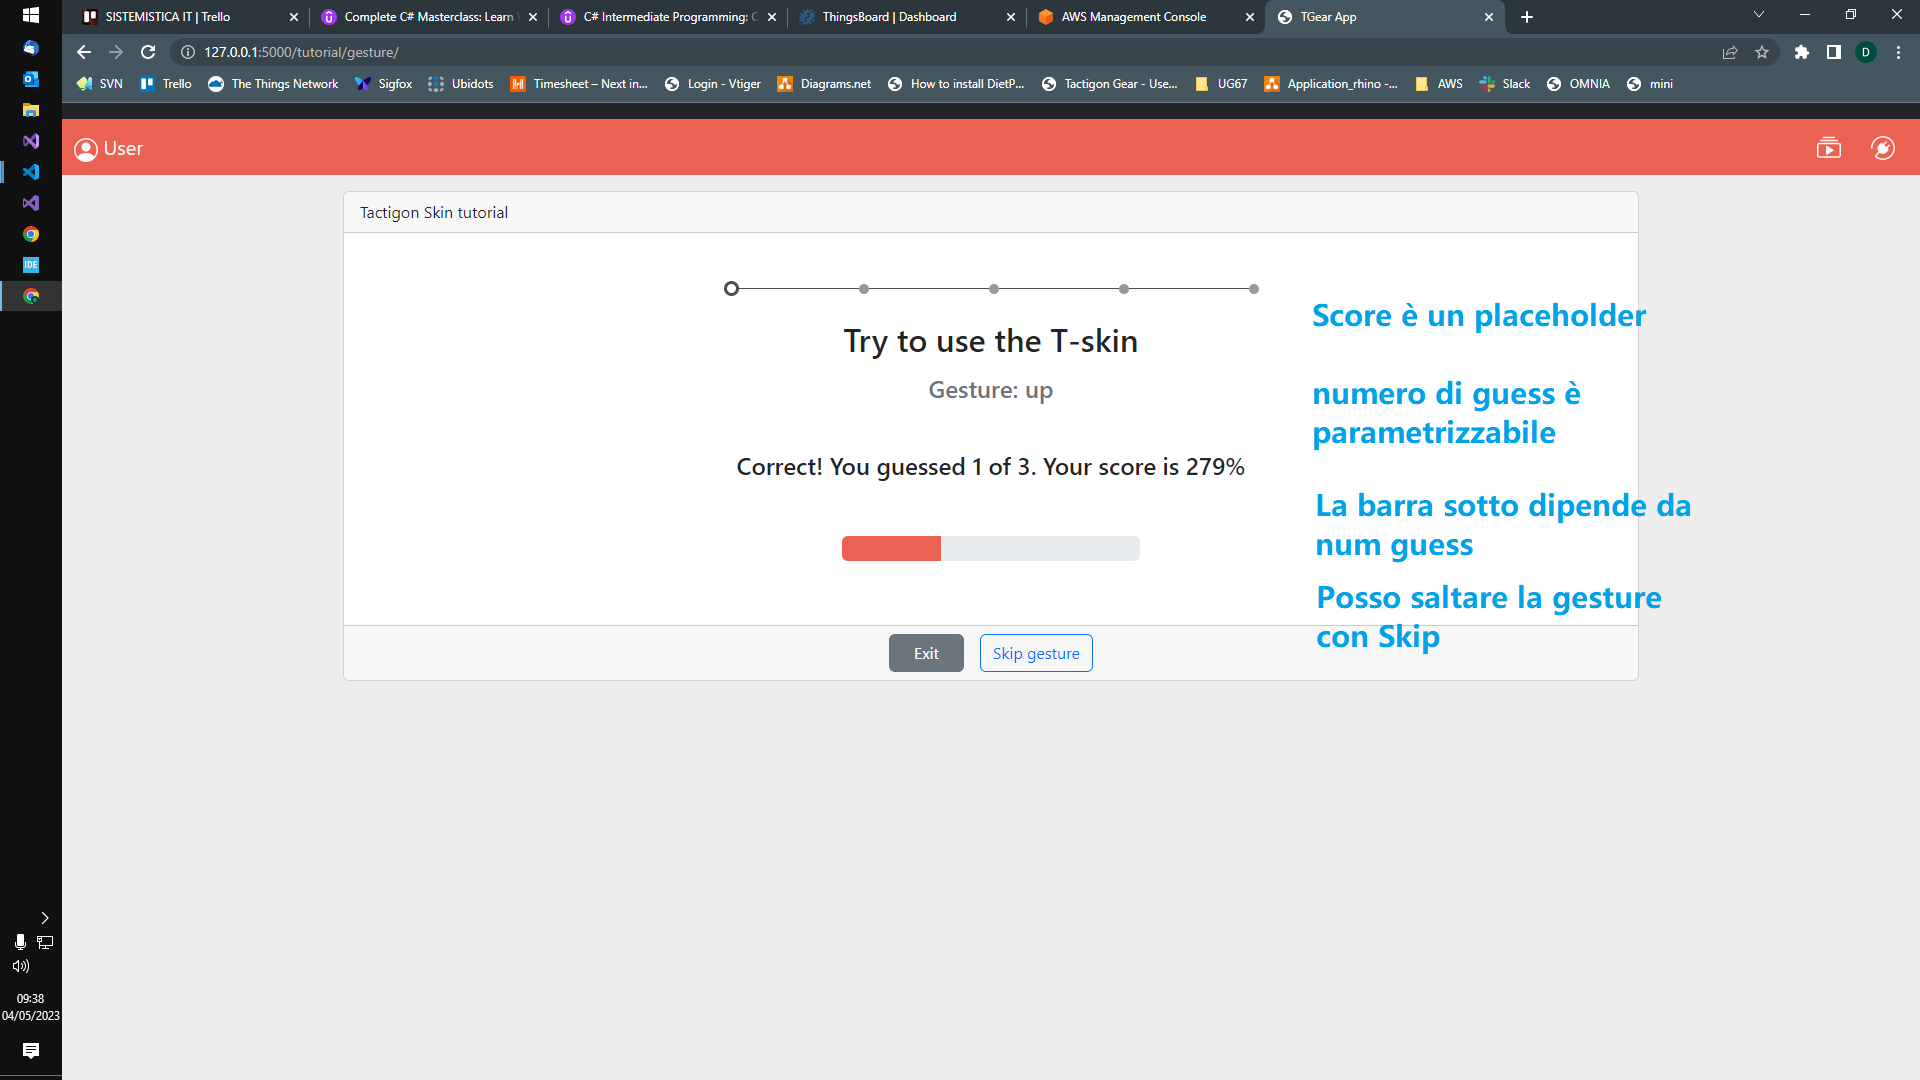 SISTEMISTICA IT | Trello
Complete C# Masterclass: Learn
C# Intermediate Programming: C
ThingsBoard | Dashboard
AWS Management Console
TGear App
127.0.0.1:5000/tutorial/gesture/
D
SVN
Trello
The Things Network
Sigfox
Ubidots
Timesheet – Next in...
Login - Vtiger
Diagrams.net
How to install DietP...
Tactigon Gear - Use...
UG67
Application_rhino -...
AWS
Slack
OMNIA
mini
User
Tactigon Skin tutorial
Try to use the T-skin
Gesture: up
Correct! You guessed 1 of 3. Your score is 279%
Exit
Skip gesture
Score è un placeholder
numero di guess è
parametrizzabile
La barra sotto dipende da
num guess
Posso saltare la gesture
con Skip
IDE
09:38
04/05/2023